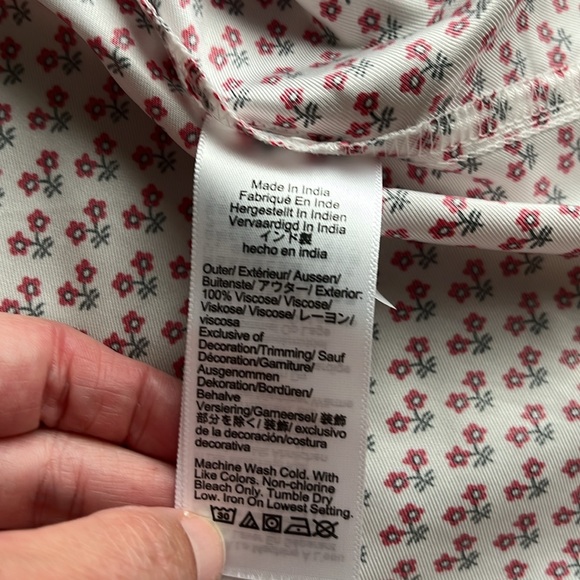 Made In India
Fabriqué En Inde
Hergestellt In Indien
Vervaardigd In India
インド製
hecho en india
Outer/ Extérieur/ Aussen/
Buitenste/ アウター/ Exterior:
100% Viscose/ Viscose/
Viskose/ Viscose/ レーヨン/
viscosa
Exclusive of
Decoration/Trimming/ Sauf
Décoration/Garniture/
Ausgenommen
Dekoration/Bordüren/
Behalve
Versiering/Gameersel/ 装飾
部分を除く/ 装飾/ exclusivo
de la decoración/costura
decorativa
Machine Wash Cold. With
Like Colors. Non-chlorine
Bleach Only. Tumble Dry
Low. Iron On Lowest Setting.
30